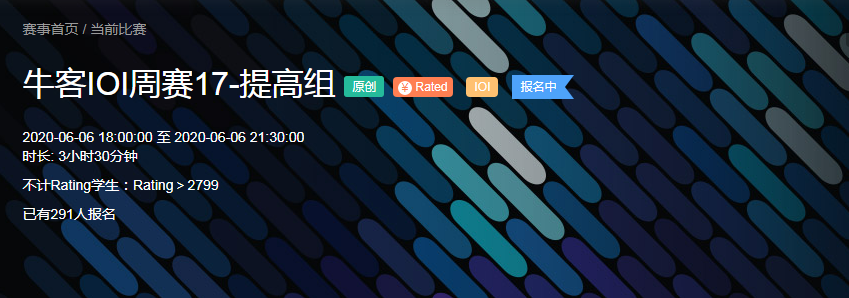 赛事首页 / 当前比赛
牛客IOI周赛17-提高组 原创 ¥ Rated IOI 报名中
2020-06-06 18:00:00 至 2020-06-06 21:30:00
时长: 3小时30分钟
不计Rating学生：Rating > 2799
已有291人报名